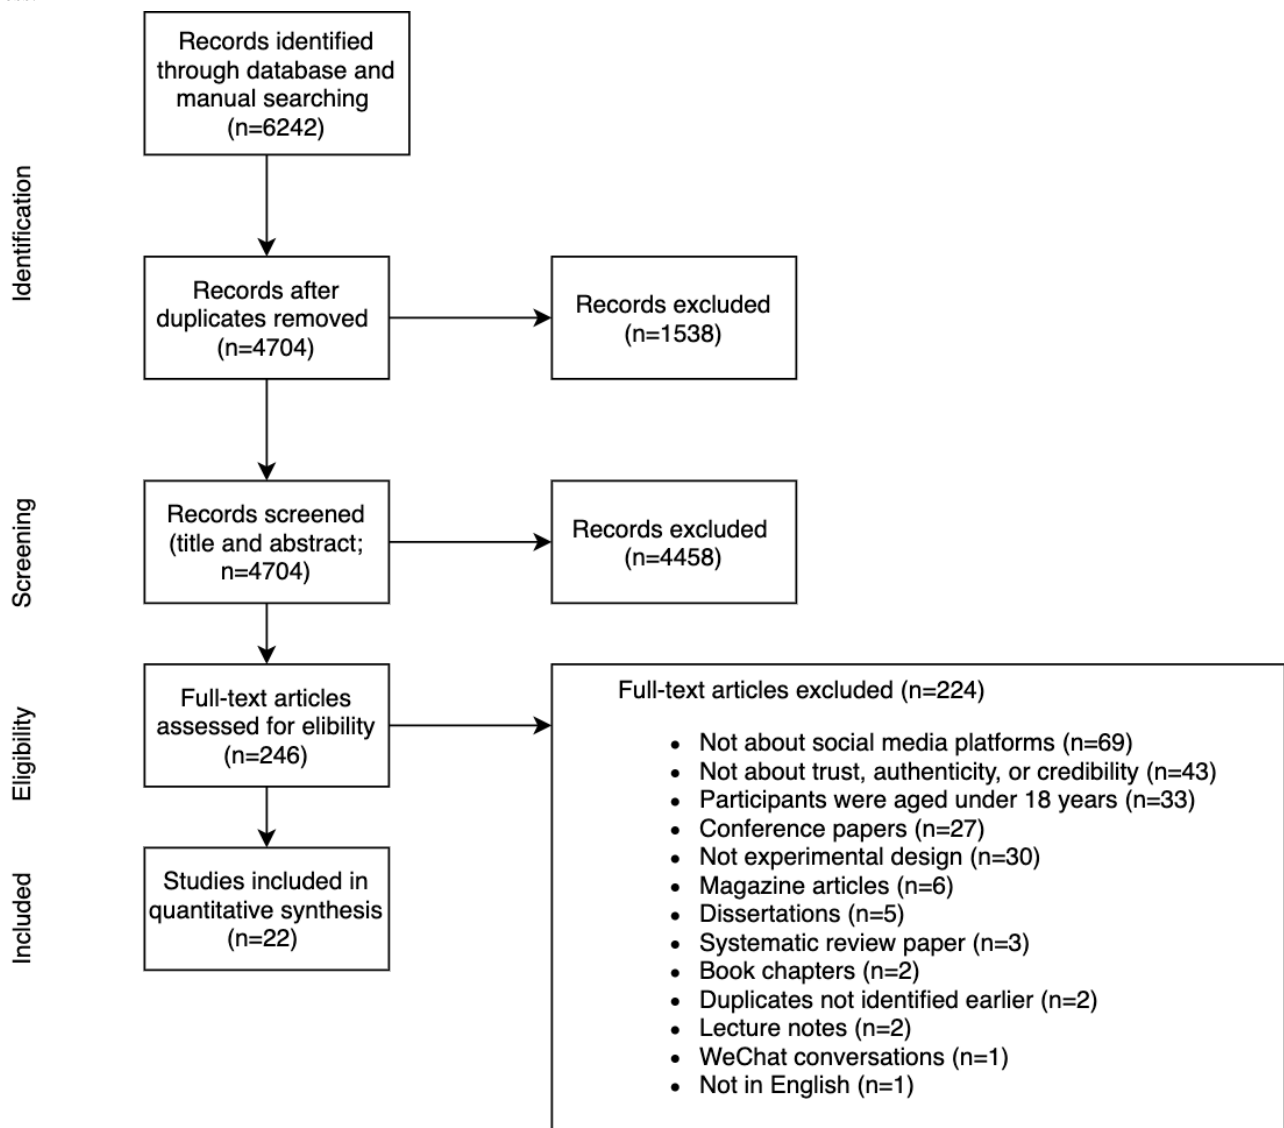 Records identified
through database and
manual searching
(n=6242)
Identification
Records after
duplicates removed
(n=4704)
Records excluded
(n=1538)
Screening
Records screened
(title and abstract;
n=4704)
Records excluded
(n=4458)
Eligibility
Full-text articles
assessed for elibility
(n=246)
Full-text articles excluded (n=224)
• Not about social media platforms (n=69)
• Not about trust, authenticity, or credibility (n=43)
• Participants were aged under 18 years (n=33)
• Conference papers (n=27)
• Not experimental design (n=30)
• Magazine articles (n=6)
• Dissertations (n=5)
• Systematic review paper (n=3)
• Book chapters (n=2)
• Duplicates not identified earlier (n=2)
• Lecture notes (n=2)
• WeChat conversations (n=1)
• Not in English (n=1)
Included
Studies included in
quantitative synthesis
(n=22)